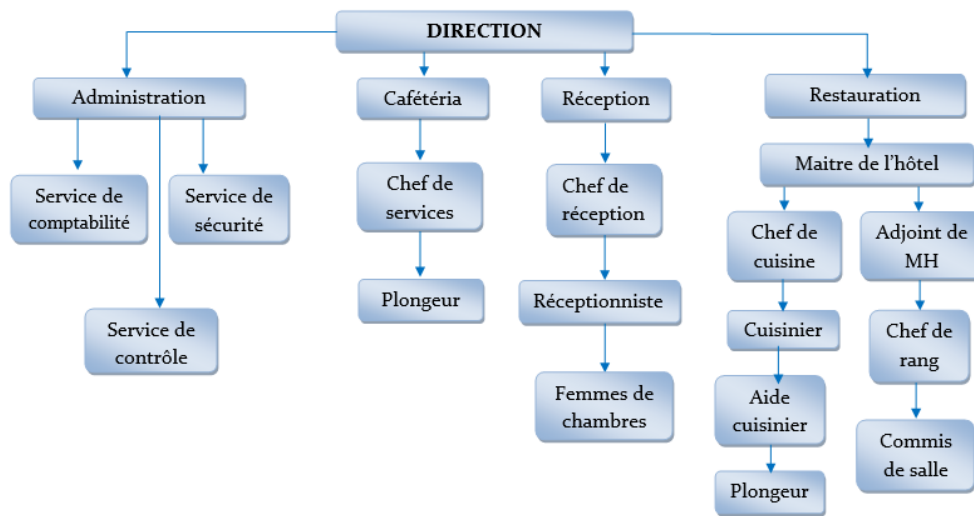 DIRECTION
Administration
Cafétéria
Réception
Restauration
Maitre de l'hôtel
Service de
comptabilité
Service de
sécurité
Chef de
services
Chef de
réception
Chef de
cuisine
Adjoint de
MH
Plongeur
Réceptionniste
Service de
contrôle
Cuisinier
Chef de
rang
Femmes de
chambres
Aide
cuisinier
Commis
de salle
Plongeur